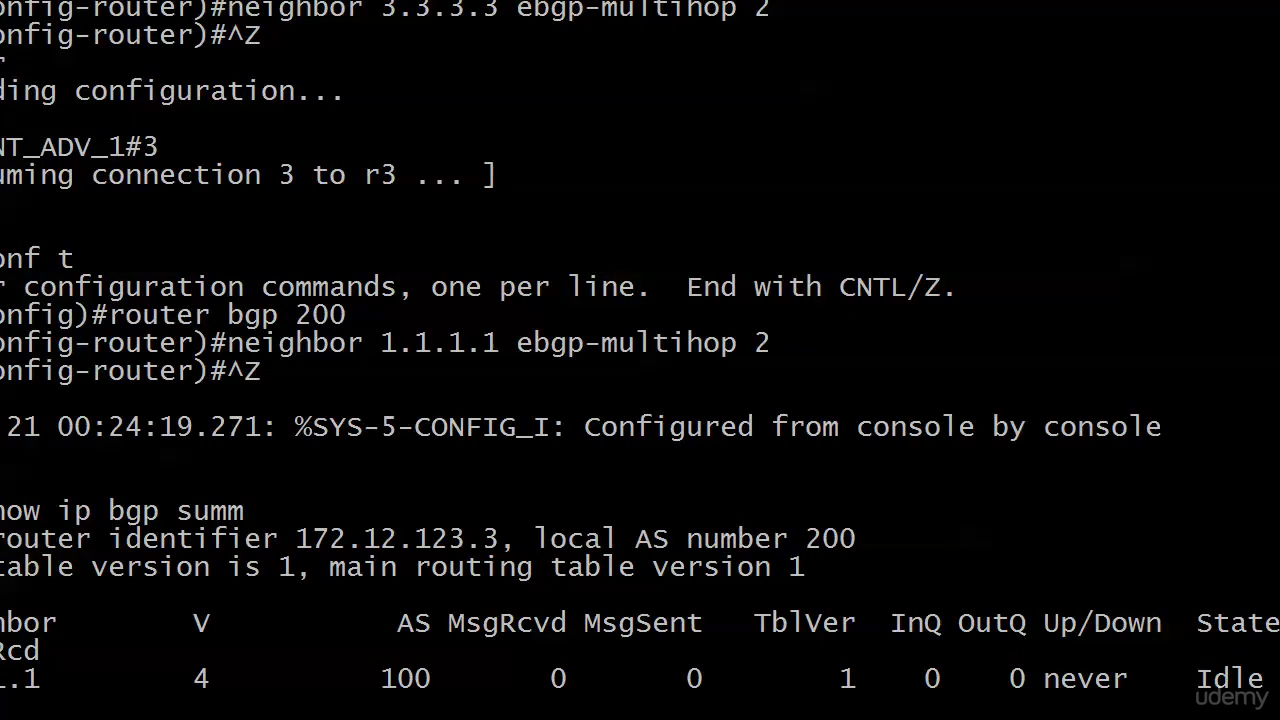 onfig-router)#neighbor 3.3.3.3 ebgp-multihop 2
onfig-router)#^Z
ding configuration...
NT_ADV_1#3
uming connection 3 to r3 ... ]
onf t
r configuration commands, one per line.  End with CNTL/Z.
onfig)#router bgp 200
onfig-router)#neighbor 1.1.1.1 ebgp-multihop 2
onfig-router)#^Z
21 00:24:19.271: %SYS-5-CONFIG_I: Configured from console by console
how ip bgp summ
router identifier 172.12.123.3, local AS number 200
table version is 1, main routing table version 1
hbor V AS MsgRcvd MsgSent TblVer InQ OutQ Up/Down State
Rcd
1.1 4 100 0 0 1 0 0 never Idle
udemy